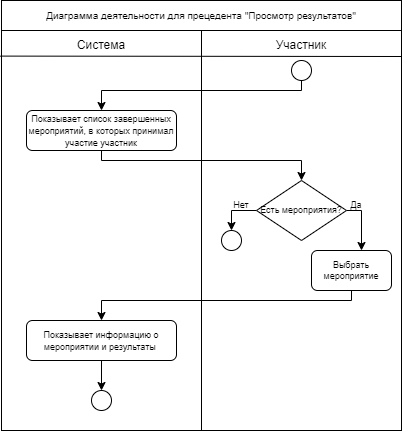 Диаграмма деятельности для прецедента "Просмотр результатов"
Система
Участник
Показывает список завершенных
мероприятий, в которых принимал
участие участник
Нет
Есть мероприятия?
Да
Выбрать
мероприятие
Показывает информацию о
мероприятии и результаты